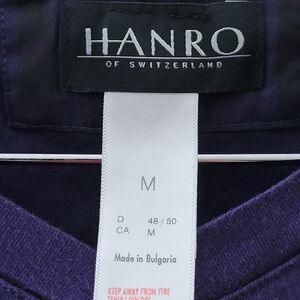 HANRO
OF SWITZERLAND
M
D 48/50
CA M
Made in Bulgaria
KEEP AWAY FROM FIRE